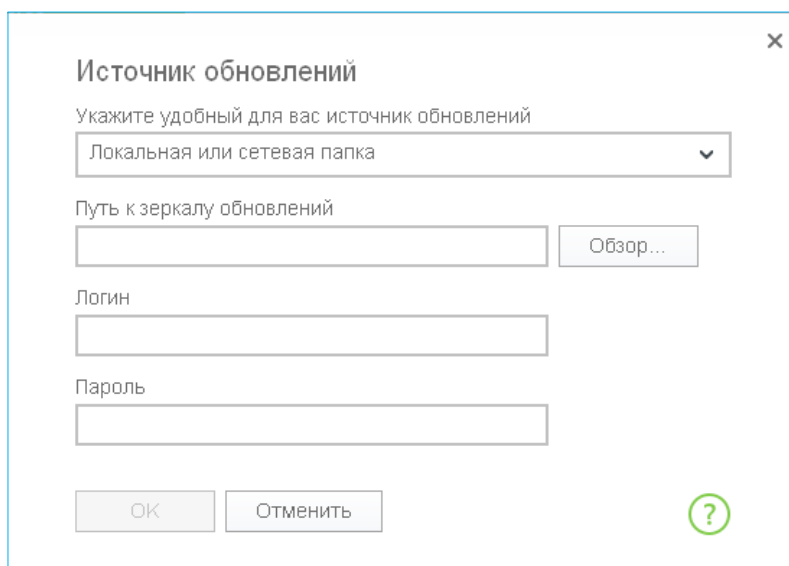 Источник обновлений
Укажите удобный для вас источник обновлений
Локальная или сетевая папка
Путь к зеркалу обновлений
Обзор...
Логин
Пароль
OK
Отменить
?